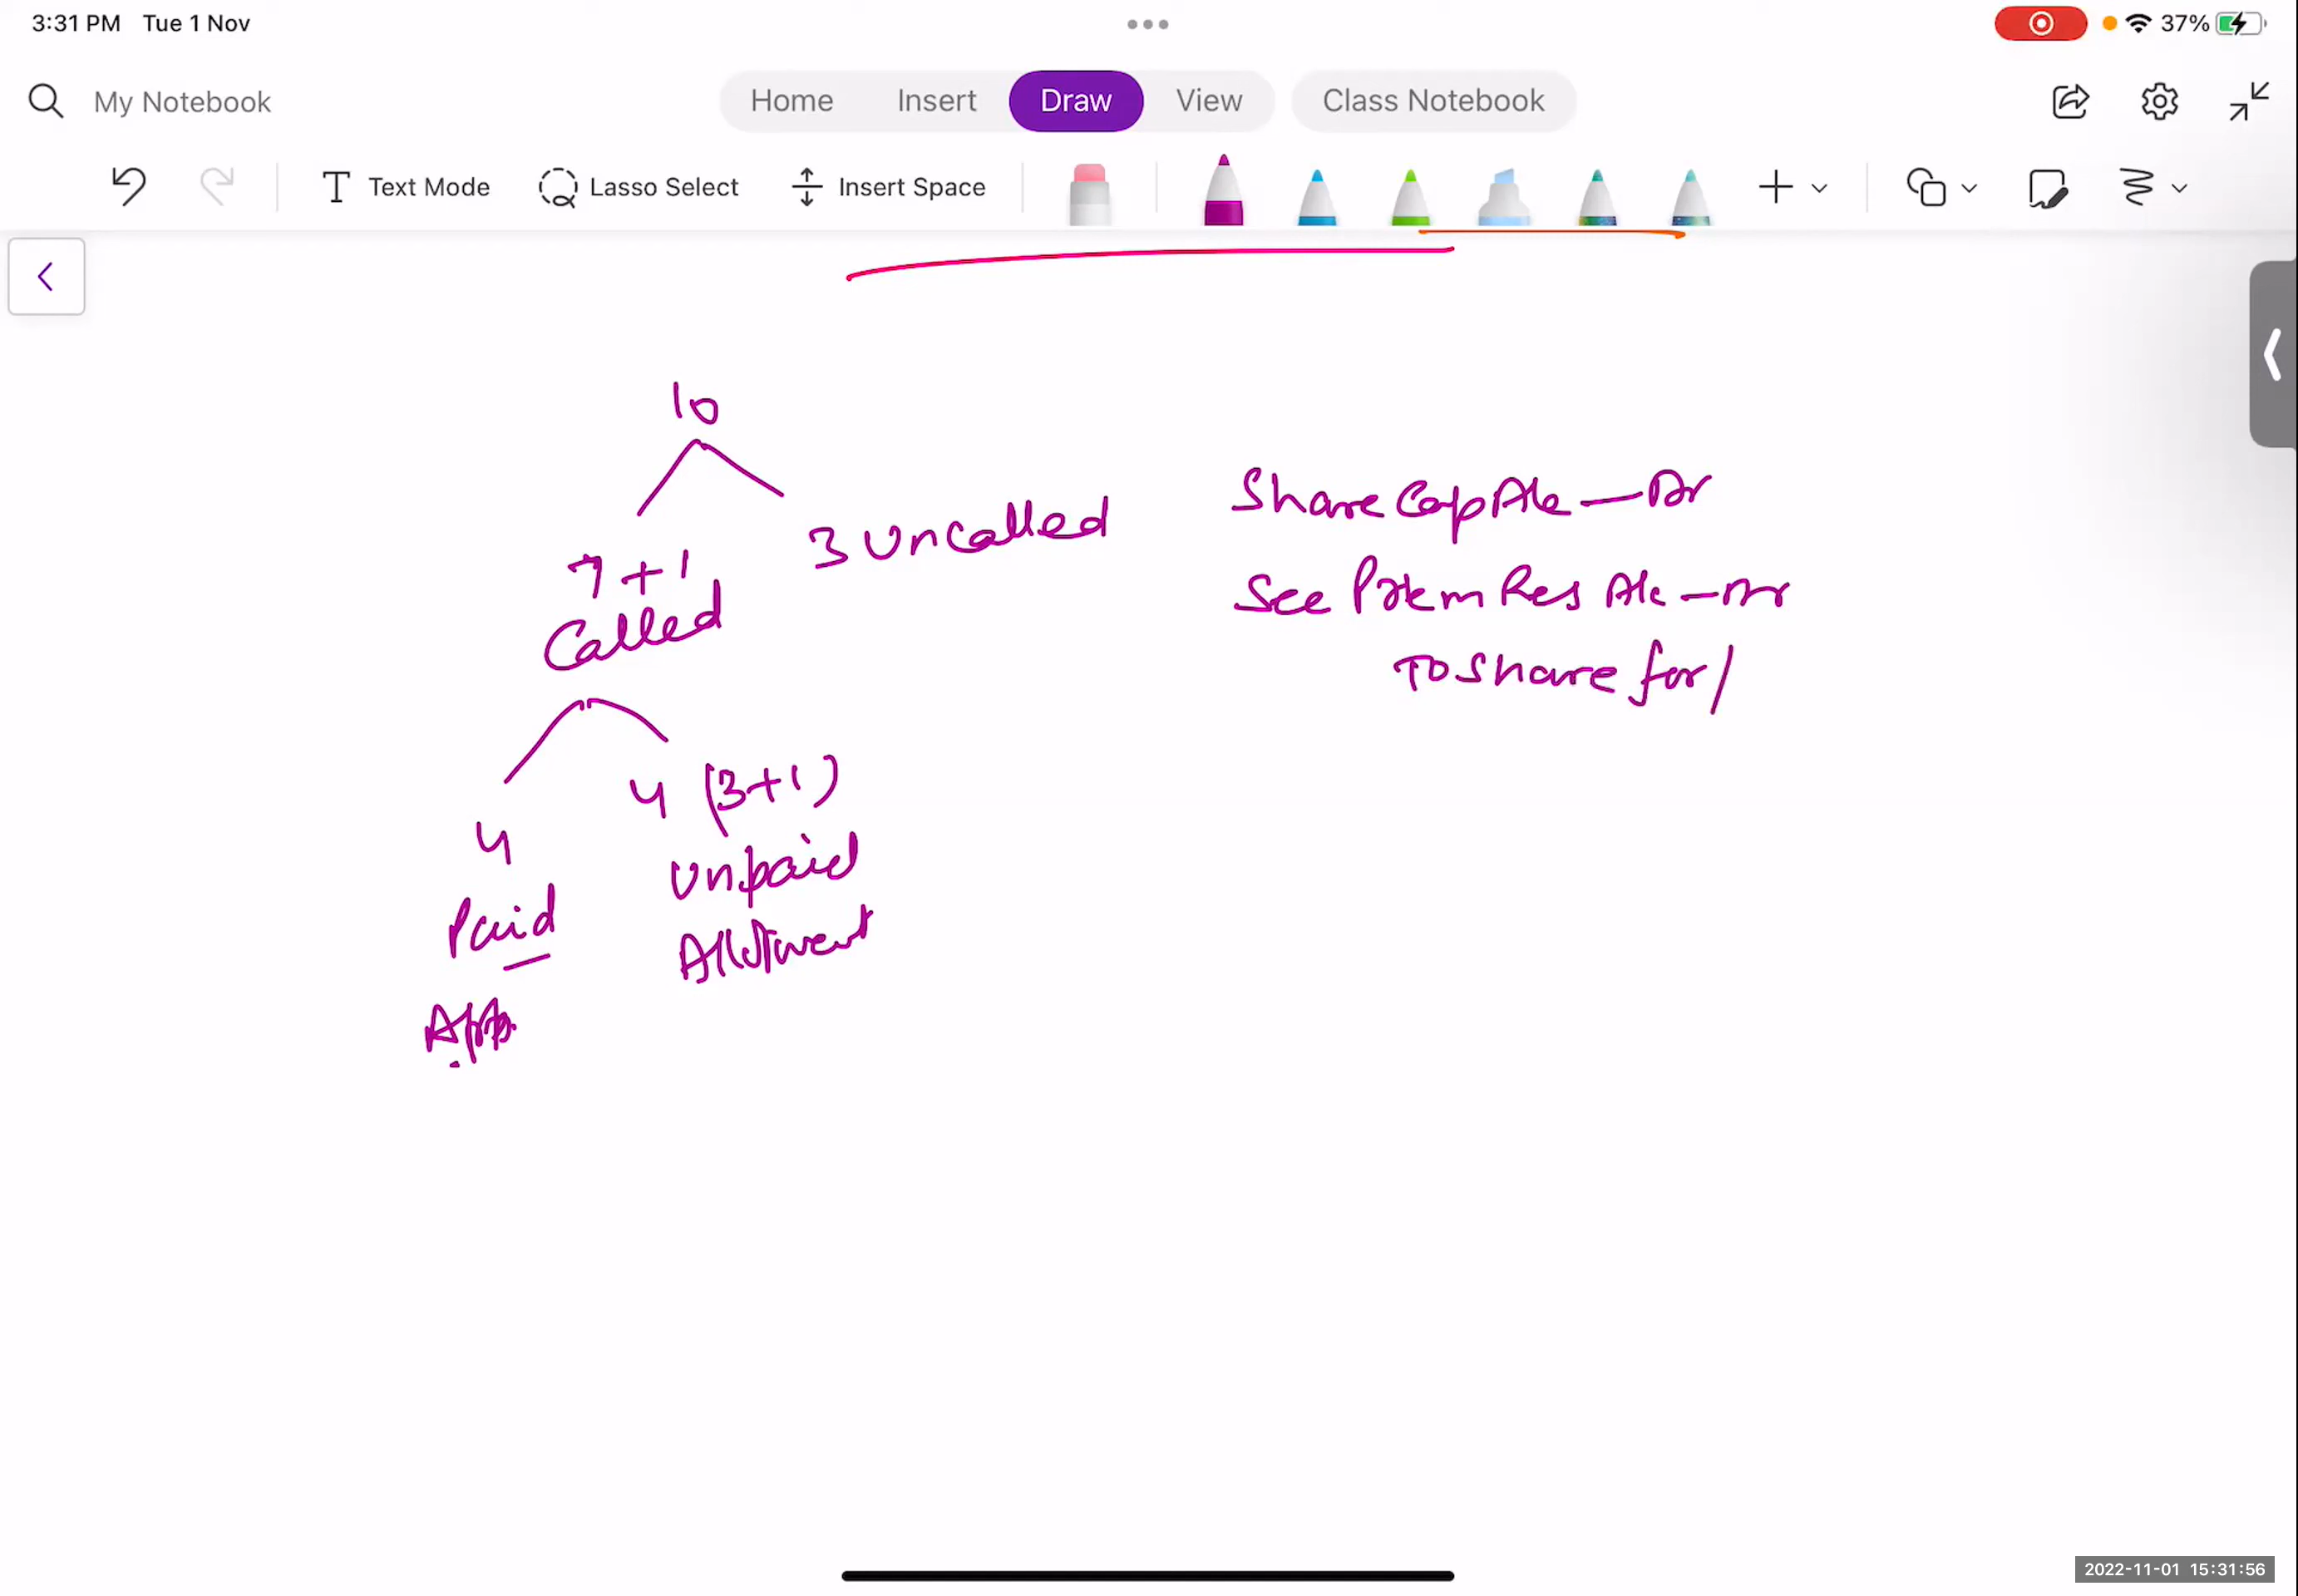 3:31 PM Tue 1 Nov
37%
My Notebook
Home Insert Draw View Class Notebook
Text Mode Lasso Select Insert Space
10
7+1 Called
3 Uncalled
4 Paid
4 (3+1)
Unpaid
Allotment
Share Cap A/c — Dr
Sec Prem Res A/c — Dr
To Share for/
2022-11-01 15:31:56